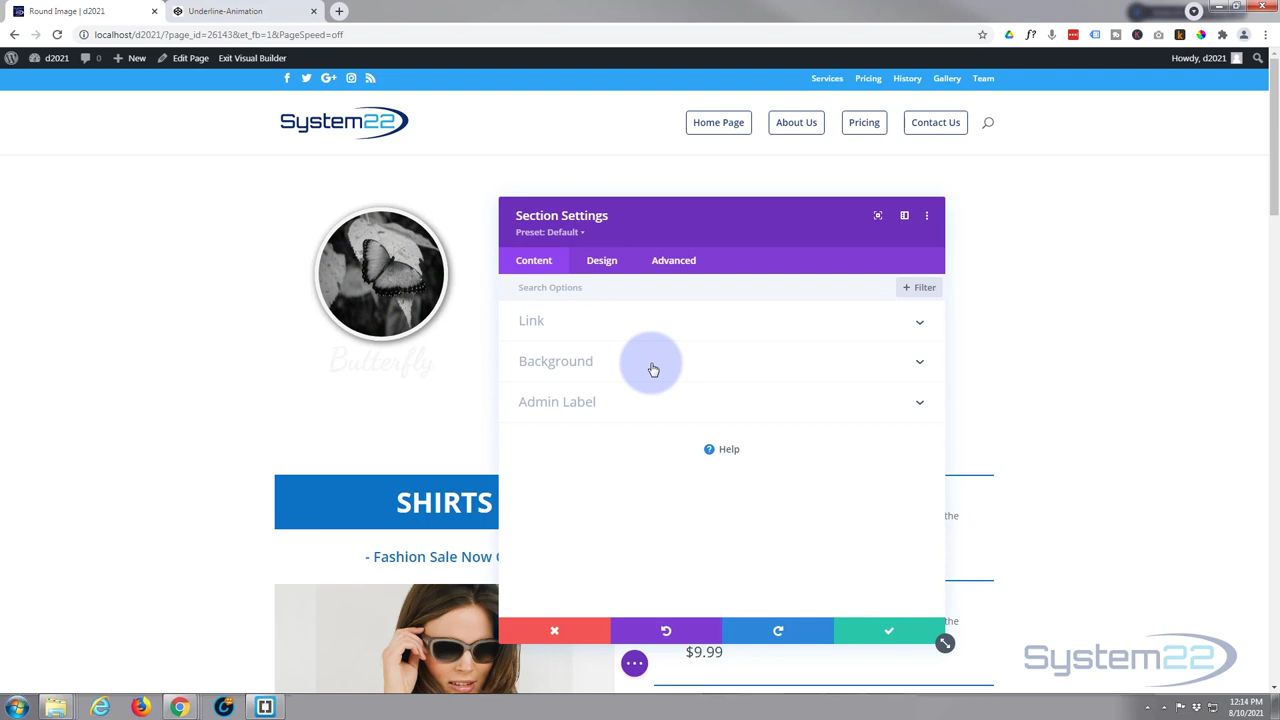 Round Image | d2021
Underline-Animation
localhost/d2021/?page_id=26143&et_fb=1&PageSpeed=off
d2021
0
New
Edit Page
Exit Visual Builder
Howdy, d2021
Services
Pricing
History
Gallery
Team
System22
Home Page
About Us
Pricing
Contact Us
Butterfly
Section Settings
Preset: Default
Content
Design
Advanced
Search Options
+ Filter
Link
Background
Admin Label
Help
SHIRTS
the
- Fashion Sale Now
the
$9.99
System22
12:14 PM
8/10/2021